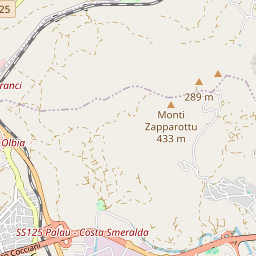 25
289 m
ranci
Monti
Zapparottu
433 m
Olbia
SS125 Palau - Costa Smeralda
Cocciani